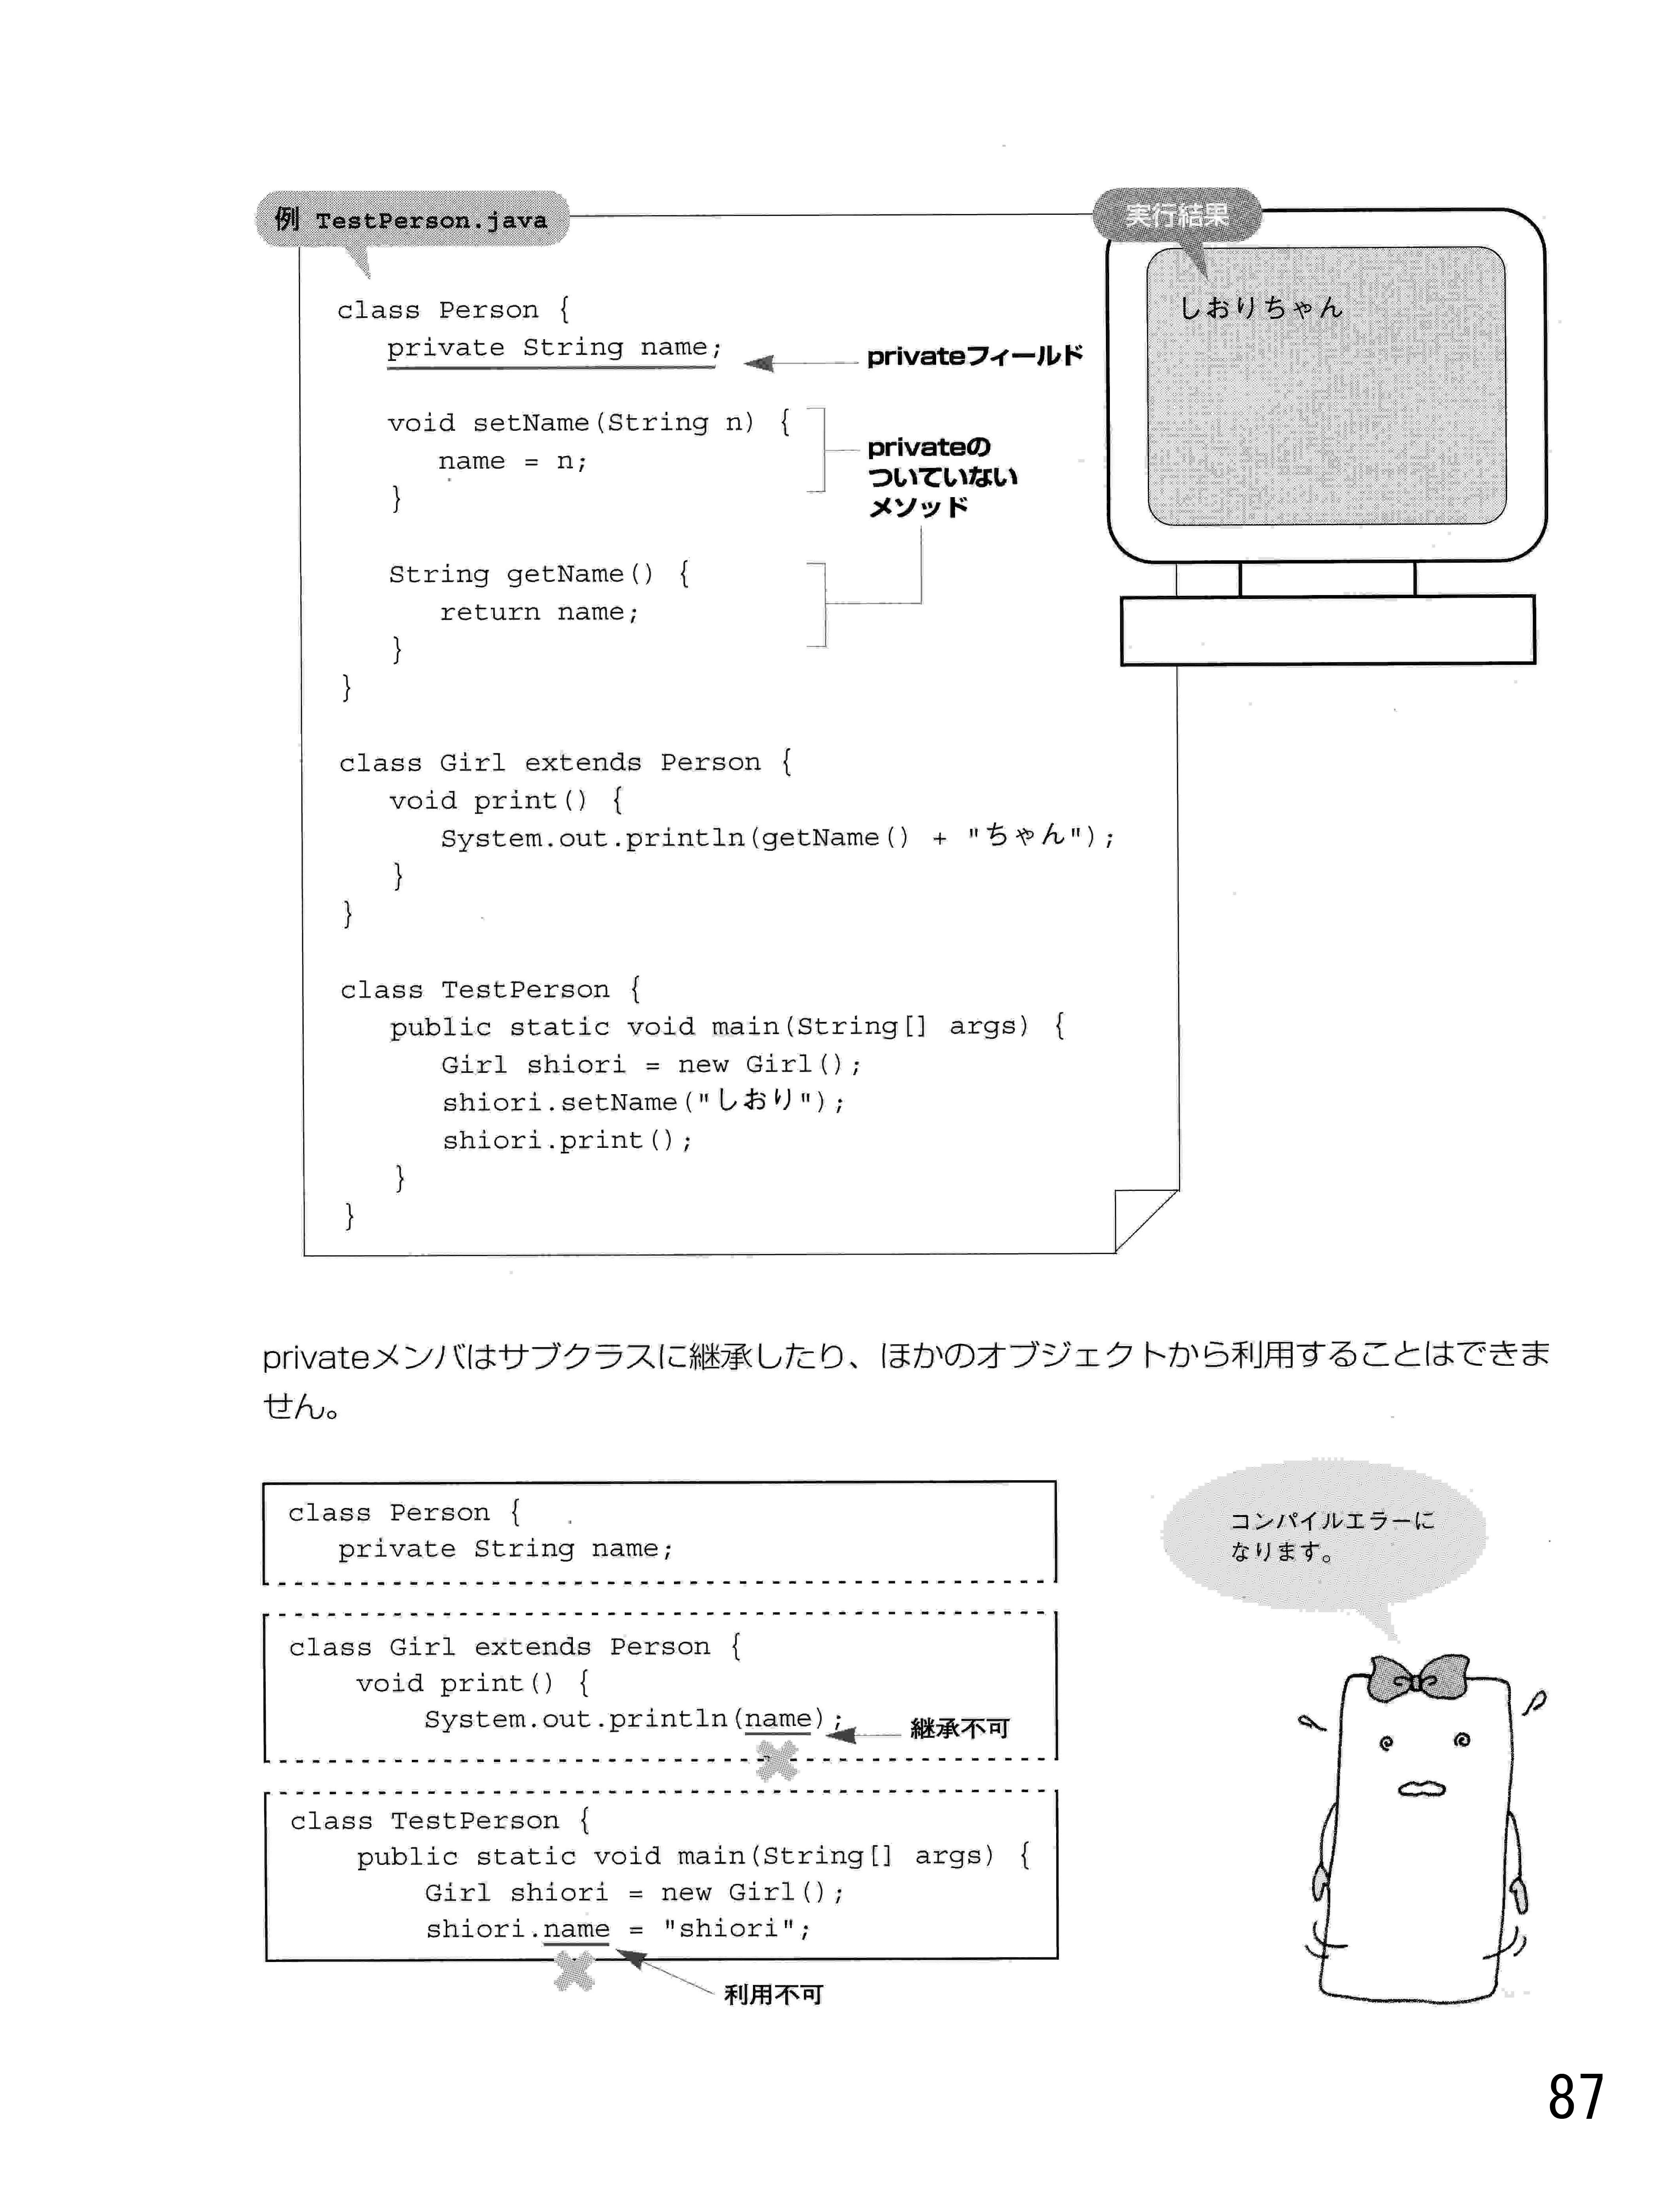 例 TestPerson.java
実行結果
しおりちゃん
class Person {
private String name;
privateフィールド
void setName(String n) {
name = n;
}
privateの
ついていない
メソッド
String getName() {
return name;
}
}
class Girl extends Person {
void print() {
System.out.println(getName() + "ちゃん");
}
}
class TestPerson {
public static void main(String[] args) {
Girl shiori = new Girl();
shiori.setName("しおり");
shiori.print();
}
}
privateメンバはサブクラスに継承したり、ほかのオブジェクトから利用することはできま
せん。
class Person {
private String name;
class Girl extends Person {
void print() {
System.out.println(name);
継承不可
class TestPerson {
public static void main(String[] args) {
Girl shiori = new Girl();
shiori.name = "shiori";
利用不可
コンパイルエラーに
なります。
87